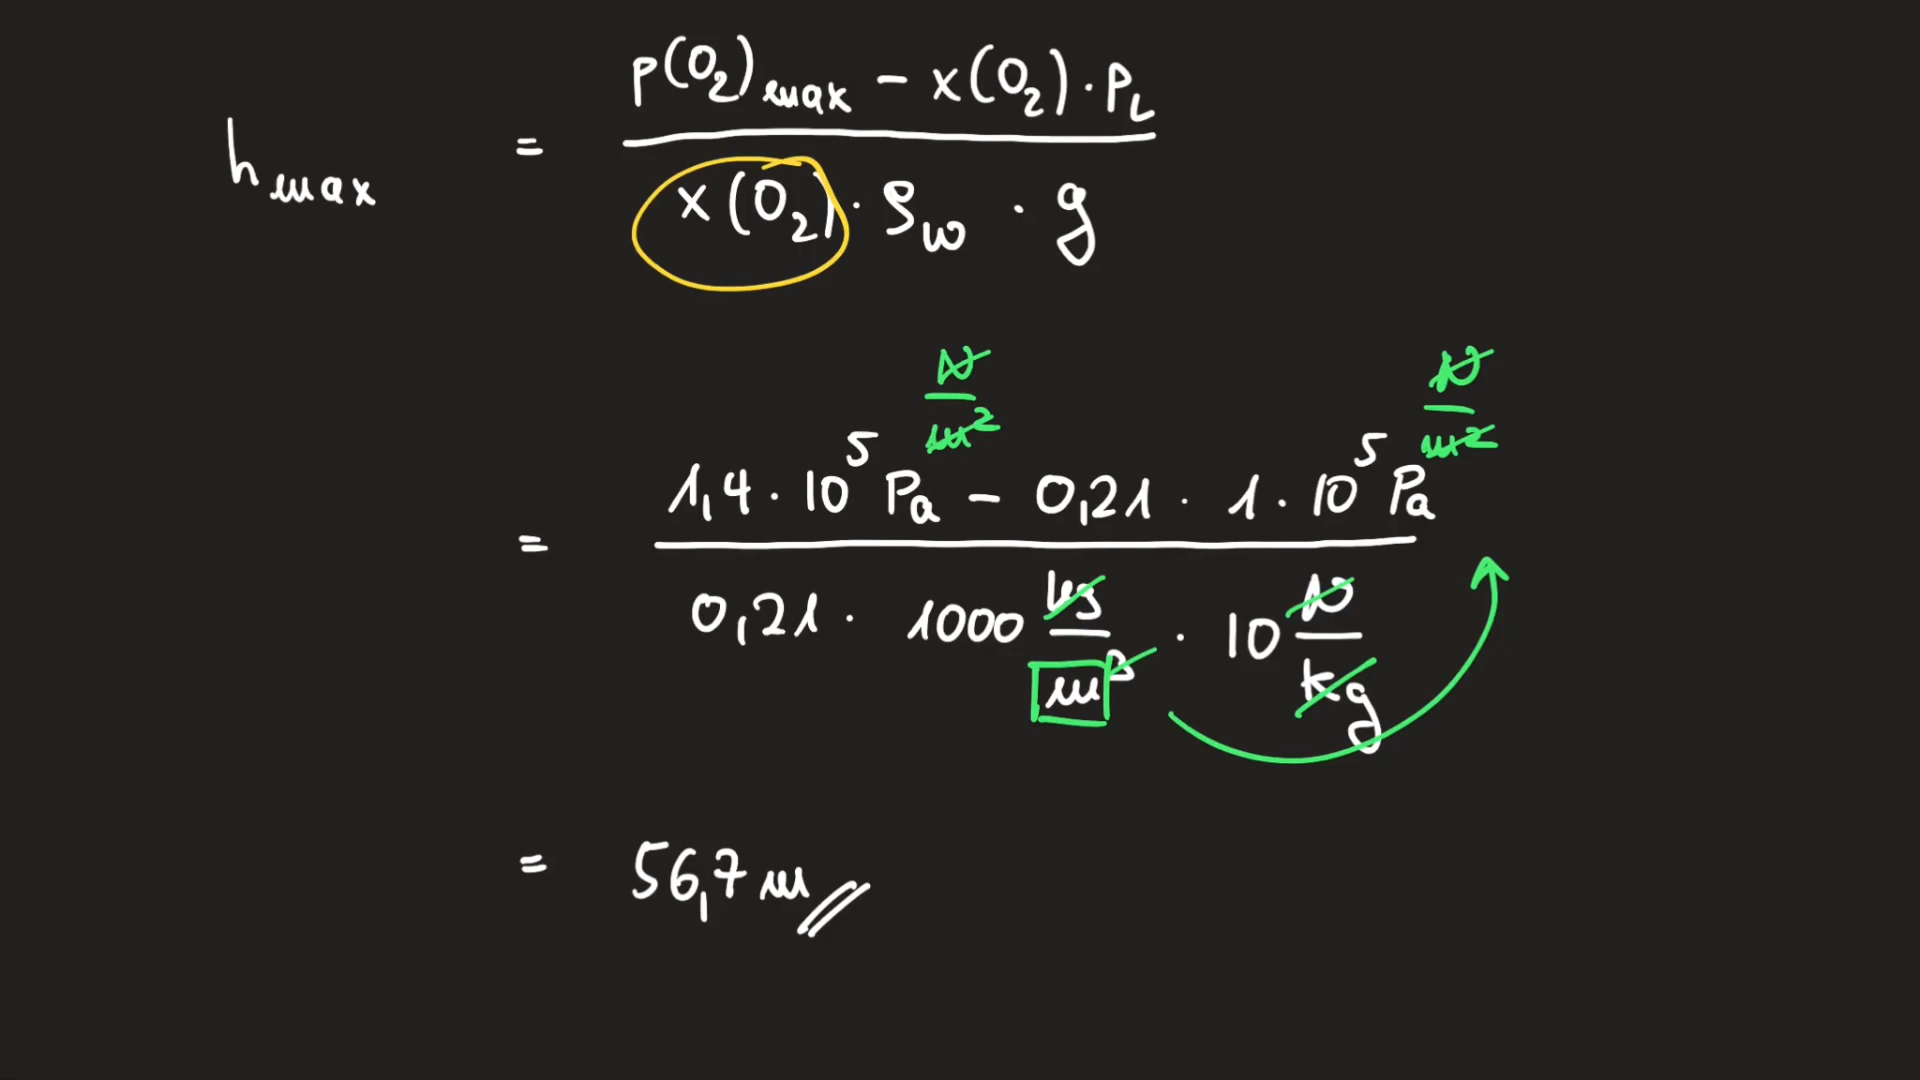 h_max = (p(O₂)_max − x(O₂) · p_L) / (x(O₂) · ρ_w · g)
N/m² N/m²
= (1,4 · 10⁵ Pa − 0,21 · 1 · 10⁵ Pa) / (0,21 · 1000 kg/m³ · 10 N/kg)
= 56,7 m